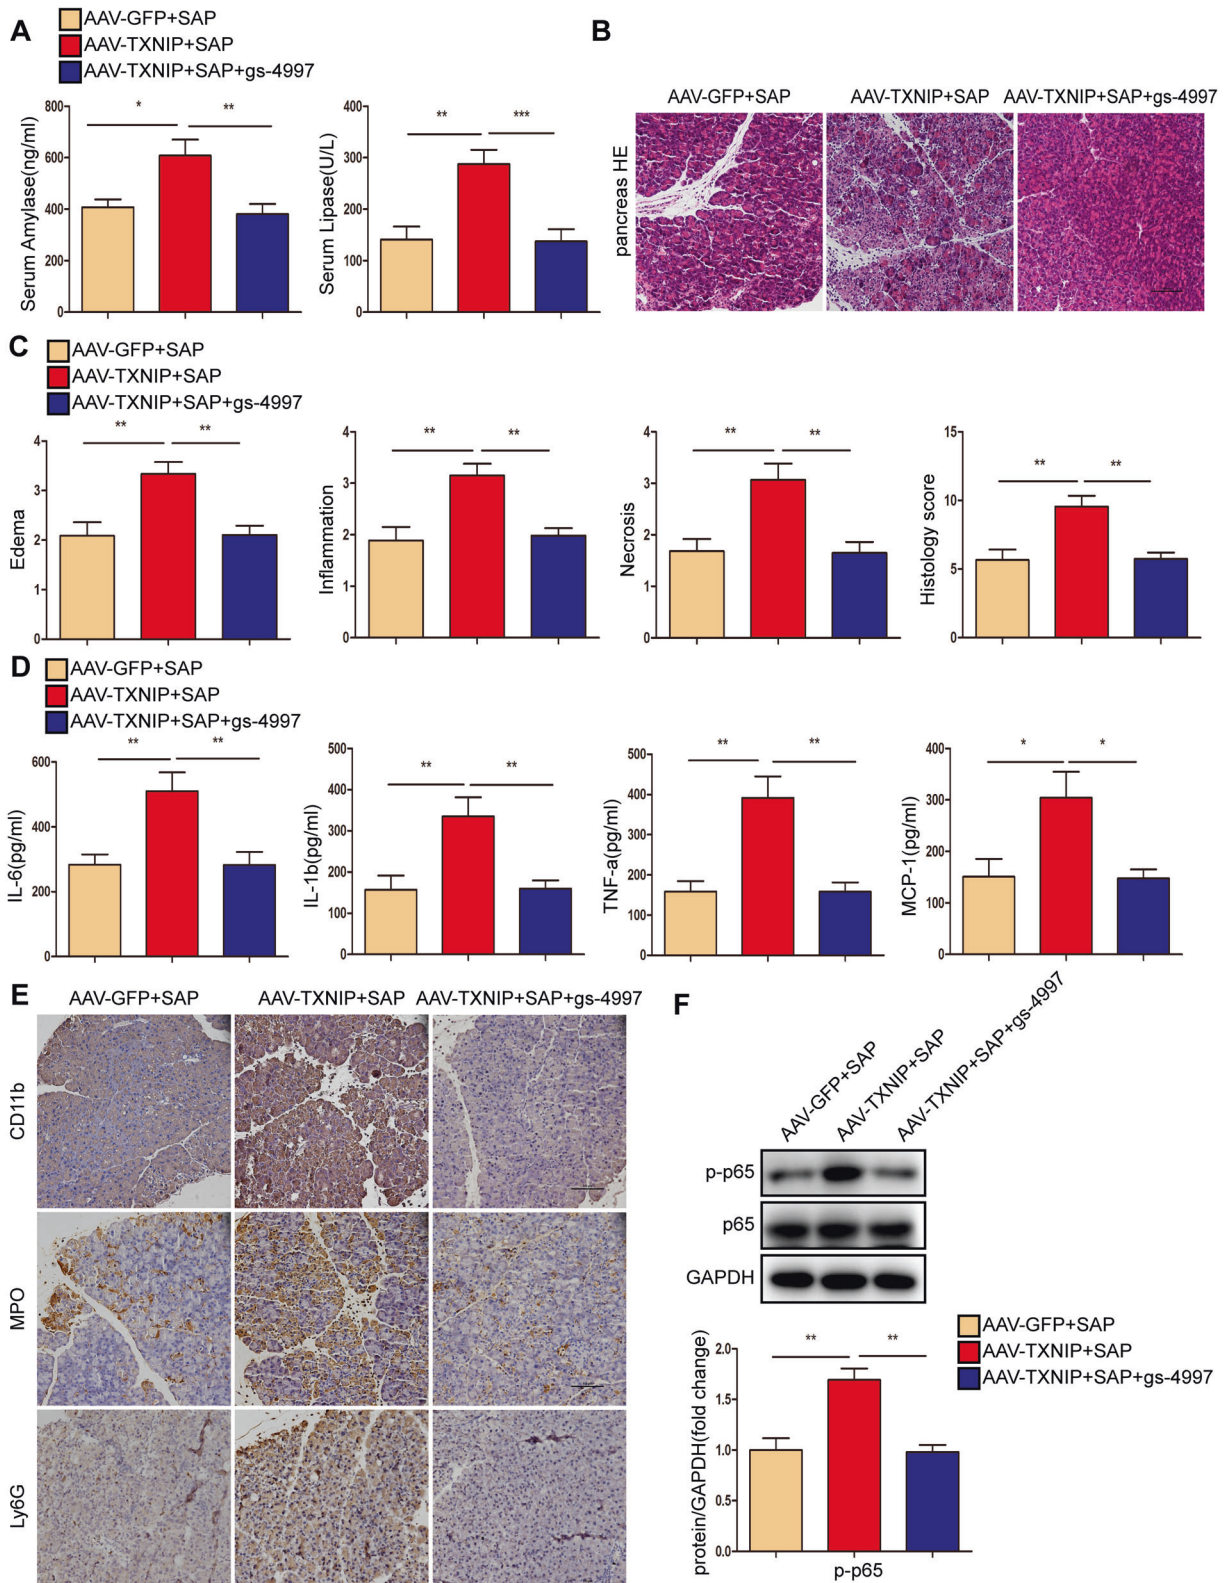 A
AAV-GFP+SAP
AAV-TXNIP+SAP
AAV-TXNIP+SAP+gs-4997
Serum Amylase(ng/ml)
800
600
400
200
0
*
**
Serum Lipase(U/L)
400
300
200
100
0
**
***
B
AAV-GFP+SAP
AAV-TXNIP+SAP
AAV-TXNIP+SAP+gs-4997
pancreas HE
C
AAV-GFP+SAP
AAV-TXNIP+SAP
AAV-TXNIP+SAP+gs-4997
Edema
4
3
2
1
0
**
**
Inflammation
4
3
2
1
0
**
**
Necrosis
4
3
2
1
0
**
**
Histology score
15
10
5
0
**
**
D
AAV-GFP+SAP
AAV-TXNIP+SAP
AAV-TXNIP+SAP+gs-4997
IL-6(pg/ml)
600
400
200
0
**
**
IL-1b(pg/ml)
500
400
300
200
100
0
**
**
TNF-a(pg/ml)
500
400
300
200
100
0
**
**
MCP-1(pg/ml)
400
300
200
100
0
*
*
E
AAV-GFP+SAP
AAV-TXNIP+SAP
AAV-TXNIP+SAP+gs-4997
CD11b
MPO
Ly6G
F
AAV-GFP+SAP
AAV-TXNIP+SAP
AAV-TXNIP+SAP+gs-4997
p-p65
p65
GAPDH
AAV-GFP+SAP
AAV-TXNIP+SAP
AAV-TXNIP+SAP+gs-4997
protein/GAPDH(fold change)
2.0
1.5
1.0
0.5
0.0
**
**
p-p65